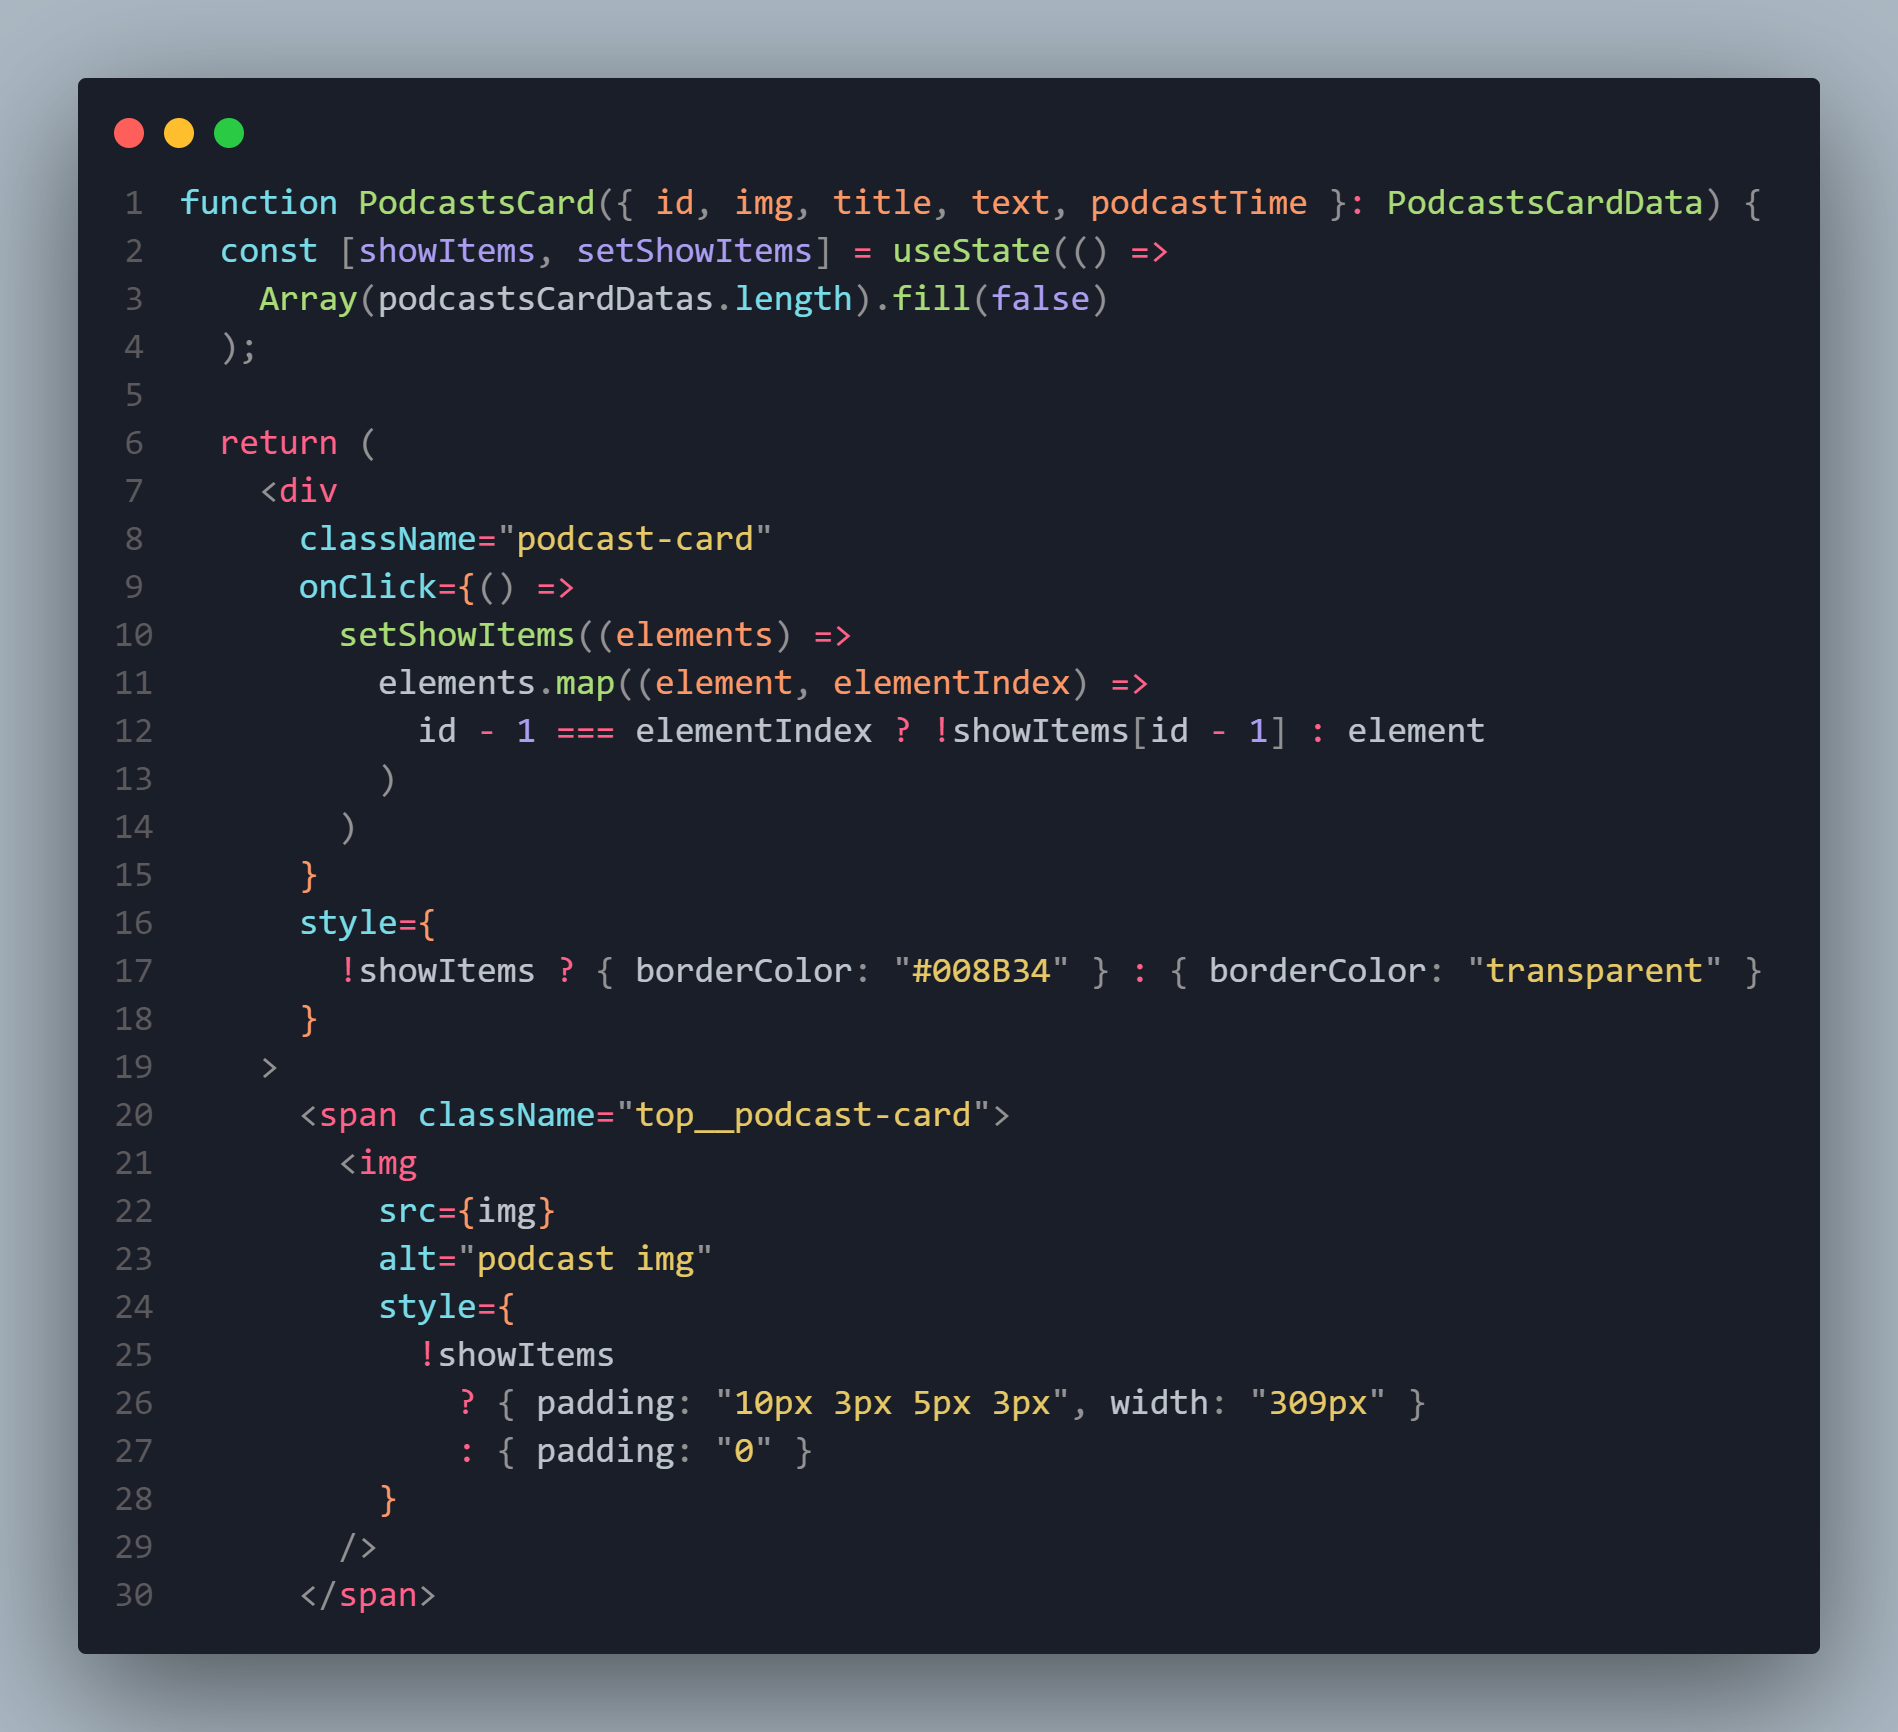 1 function PodcastsCard({ id, img, title, text, podcastTime }: PodcastsCardData) {
2   const [showItems, setShowItems] = useState(() =>
3     Array(podcastsCardDatas.length).fill(false)
4   );
5
6   return (
7     <div
8       className="podcast-card"
9       onClick={() =>
10         setShowItems((elements) =>
11           elements.map((element, elementIndex) =>
12             id - 1 === elementIndex ? !showItems[id - 1] : element
13           )
14         )
15       }
16       style={
17         !showItems ? { borderColor: "#008B34" } : { borderColor: "transparent" }
18       }
19     >
20       <span className="top__podcast-card">
21         <img
22           src={img}
23           alt="podcast img"
24           style={
25             !showItems
26               ? { padding: "10px 3px 5px 3px", width: "309px" }
27               : { padding: "0" }
28           }
29         />
30       </span>